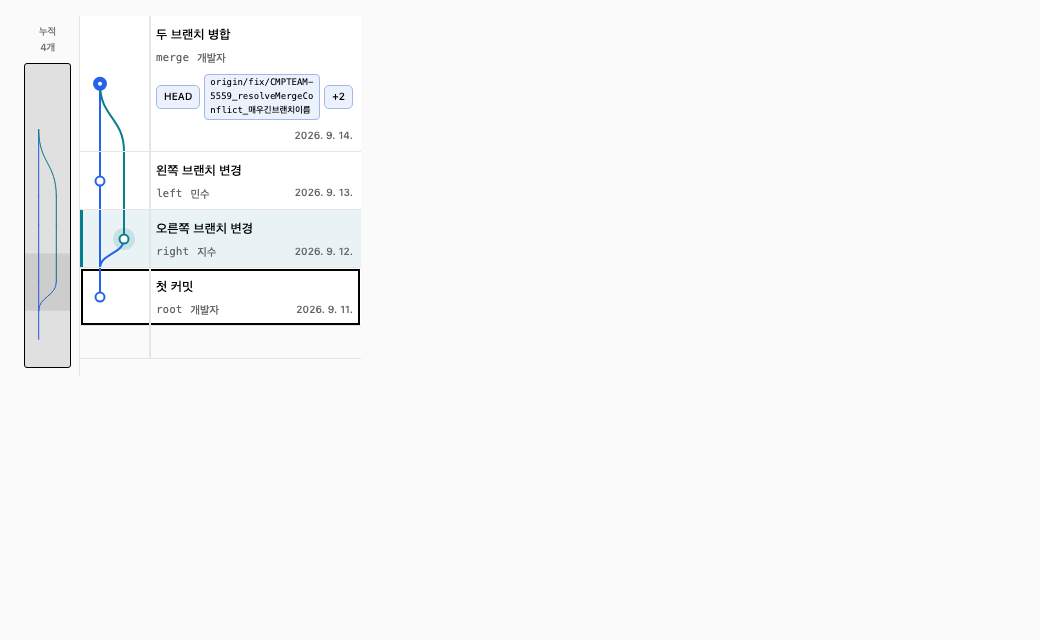 누적
4개
두 브랜치 병합
merge 개발자
HEAD
origin/fix/CMPTEAM-
5559_resolveMergeCo
nflict_매우긴브랜치이름
+2
2026. 9. 14.
왼쪽 브랜치 변경
left 민수
2026. 9. 13.
오른쪽 브랜치 변경
right 지수
2026. 9. 12.
첫 커밋
root 개발자
2026. 9. 11.